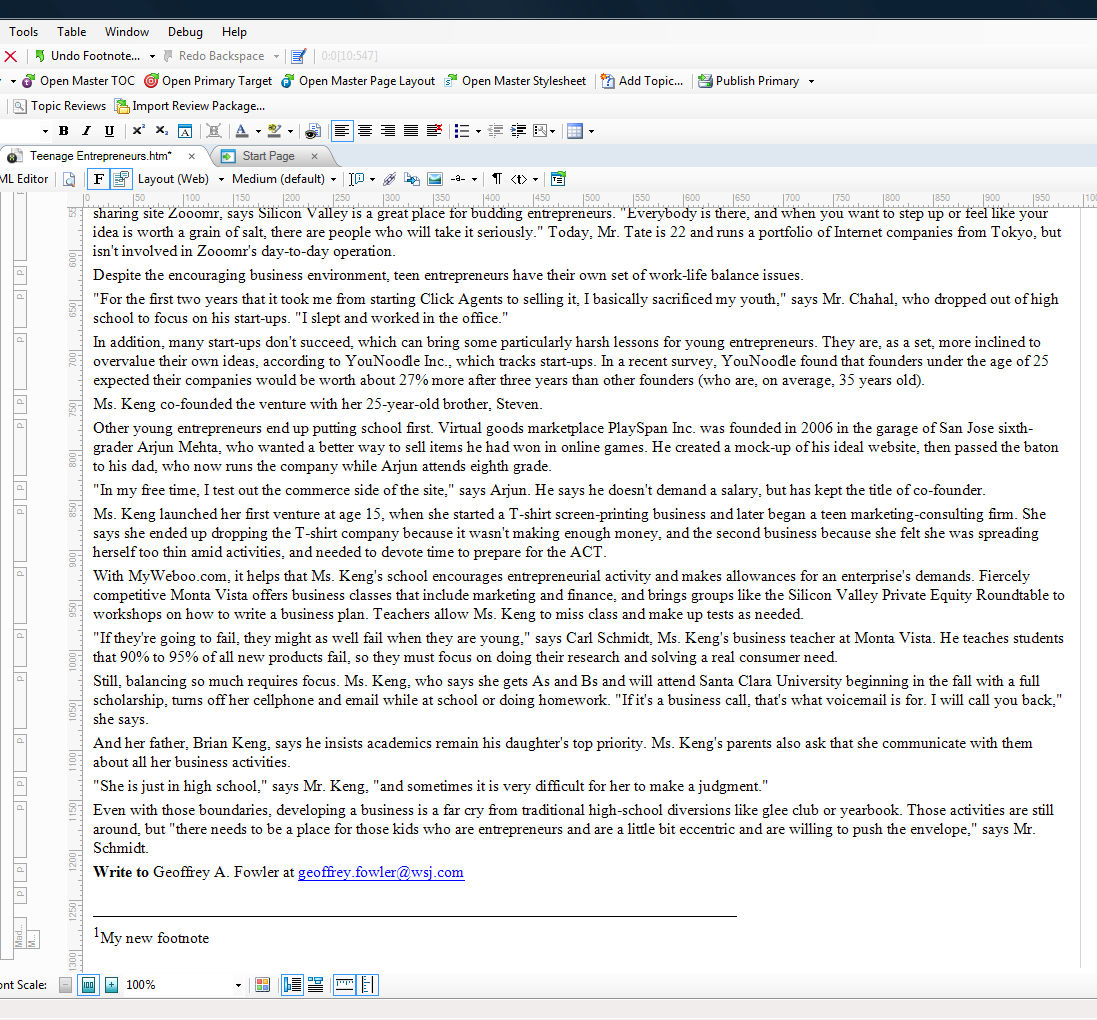 Tools Table Window Debug Help
Undo Footnote... Redo Backspace 0:0[10:547]
Open Master TOC Open Primary Target Open Master Page Layout Open Master Stylesheet Add Topic... Publish Primary
Topic Reviews Import Review Package...
B I U
Teenage Entrepreneurs.htm* Start Page
ML Editor F Layout (Web) Medium (default)
0 50 100 150 200 250 300 350 400 450 500 550 600 650 700 750 800 850 900 950 100
sharing site Zooomr, says Silicon Valley is a great place for budding entrepreneurs. "Everybody is there, and when you want to step up or feel like your
idea is worth a grain of salt, there are people who will take it seriously." Today, Mr. Tate is 22 and runs a portfolio of Internet companies from Tokyo, but
isn't involved in Zooomr's day-to-day operation.
Despite the encouraging business environment, teen entrepreneurs have their own set of work-life balance issues.
"For the first two years that it took me from starting Click Agents to selling it, I basically sacrificed my youth," says Mr. Chahal, who dropped out of high
school to focus on his start-ups. "I slept and worked in the office."
In addition, many start-ups don't succeed, which can bring some particularly harsh lessons for young entrepreneurs. They are, as a set, more inclined to
overvalue their own ideas, according to YouNoodle Inc., which tracks start-ups. In a recent survey, YouNoodle found that founders under the age of 25
expected their companies would be worth about 27% more after three years than other founders (who are, on average, 35 years old).
Ms. Keng co-founded the venture with her 25-year-old brother, Steven.
Other young entrepreneurs end up putting school first. Virtual goods marketplace PlaySpan Inc. was founded in 2006 in the garage of San Jose sixth-
grader Arjun Mehta, who wanted a better way to sell items he had won in online games. He created a mock-up of his ideal website, then passed the baton
to his dad, who now runs the company while Arjun attends eighth grade.
"In my free time, I test out the commerce side of the site," says Arjun. He says he doesn't demand a salary, but has kept the title of co-founder.
Ms. Keng launched her first venture at age 15, when she started a T-shirt screen-printing business and later began a teen marketing-consulting firm. She
says she ended up dropping the T-shirt company because it wasn't making enough money, and the second business because she felt she was spreading
herself too thin amid activities, and needed to devote time to prepare for the ACT.
With MyWeboo.com, it helps that Ms. Keng's school encourages entrepreneurial activity and makes allowances for an enterprise's demands. Fiercely
competitive Monta Vista offers business classes that include marketing and finance, and brings groups like the Silicon Valley Private Equity Roundtable to
workshops on how to write a business plan. Teachers allow Ms. Keng to miss class and make up tests as needed.
"If they're going to fail, they might as well fail when they are young," says Carl Schmidt, Ms. Keng's business teacher at Monta Vista. He teaches students
that 90% to 95% of all new products fail, so they must focus on doing their research and solving a real consumer need.
Still, balancing so much requires focus. Ms. Keng, who says she gets As and Bs and will attend Santa Clara University beginning in the fall with a full
scholarship, turns off her cellphone and email while at school or doing homework. "If it's a business call, that's what voicemail is for. I will call you back,"
she says.
And her father, Brian Keng, says he insists academics remain his daughter's top priority. Ms. Keng's parents also ask that she communicate with them
about all her business activities.
"She is just in high school," says Mr. Keng, "and sometimes it is very difficult for her to make a judgment."
Even with those boundaries, developing a business is a far cry from traditional high-school diversions like glee club or yearbook. Those activities are still
around, but "there needs to be a place for those kids who are entrepreneurs and are a little bit eccentric and are willing to push the envelope," says Mr.
Schmidt.
Write to Geoffrey A. Fowler at geoffrey.fowler@wsj.com
1My new footnote
ont Scale: 100%